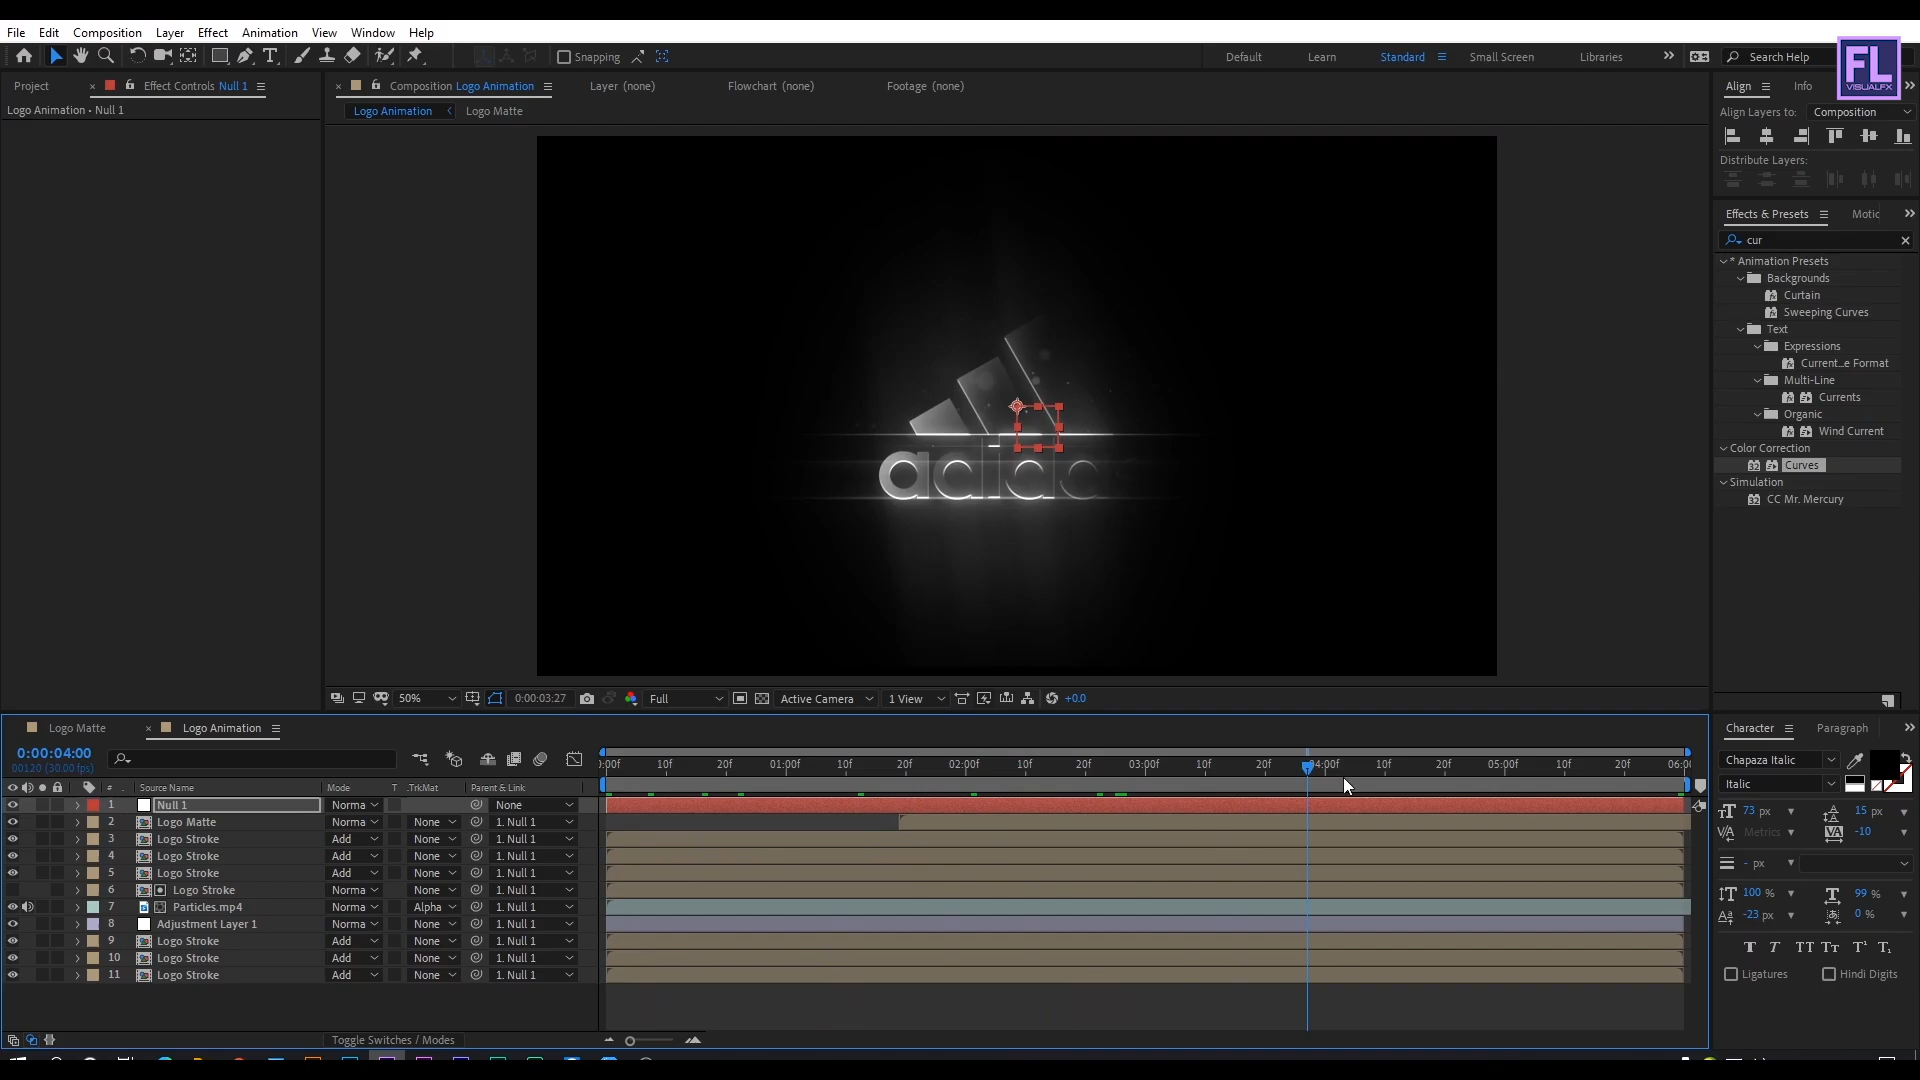 File Edit Composition Layer Effect Animation View Window Help
Snapping
Default Learn Standard Small Screen Libraries Search Help
FL
VISUALFX
Project Effect Controls Null 1
Logo Animation • Null 1
Composition Logo Animation Layer (none) Flowchart (none) Footage (none)
Logo Animation Logo Matte
Align Info
Align Layers to: Composition
Distribute Layers:
Effects & Presets Motic
cur
* Animation Presets
Backgrounds
Curtain
Sweeping Curves
Text
Expressions
Current...e Format
Multi-Line
Currents
Organic
Wind Current
Color Correction
Curves
Simulation
CC Mr. Mercury
50% 0:00:03:27 Full Active Camera 1 View +0.0
Logo Matte Logo Animation
0:00:04:00
00120 (30.00 fps)
):00f 10f 20f 01:00f 10f 20f 02:00f 10f 20f 03:00f 10f 20f 04:00f 10f 20f 05:00f 10f 20f 06:0(
# Source Name Mode T .TrkMat Parent & Link
1 Null 1 Norma None
2 Logo Matte Norma None 1. Null 1
3 Logo Stroke Add None 1. Null 1
4 Logo Stroke Add None 1. Null 1
5 Logo Stroke Add None 1. Null 1
6 Logo Stroke Norma None 1. Null 1
7 Particles.mp4 Norma Alpha 1. Null 1
8 Adjustment Layer 1 Norma None 1. Null 1
9 Logo Stroke Add None 1. Null 1
10 Logo Stroke Add None 1. Null 1
11 Logo Stroke Add None 1. Null 1
Toggle Switches / Modes
Character Paragraph
Chapaza Italic
Italic
73 px 15 px
Metrics -10
- px
100 % 99 %
-23 px 0 %
T T TT Tт T¹ T₁
Ligatures Hindi Digits